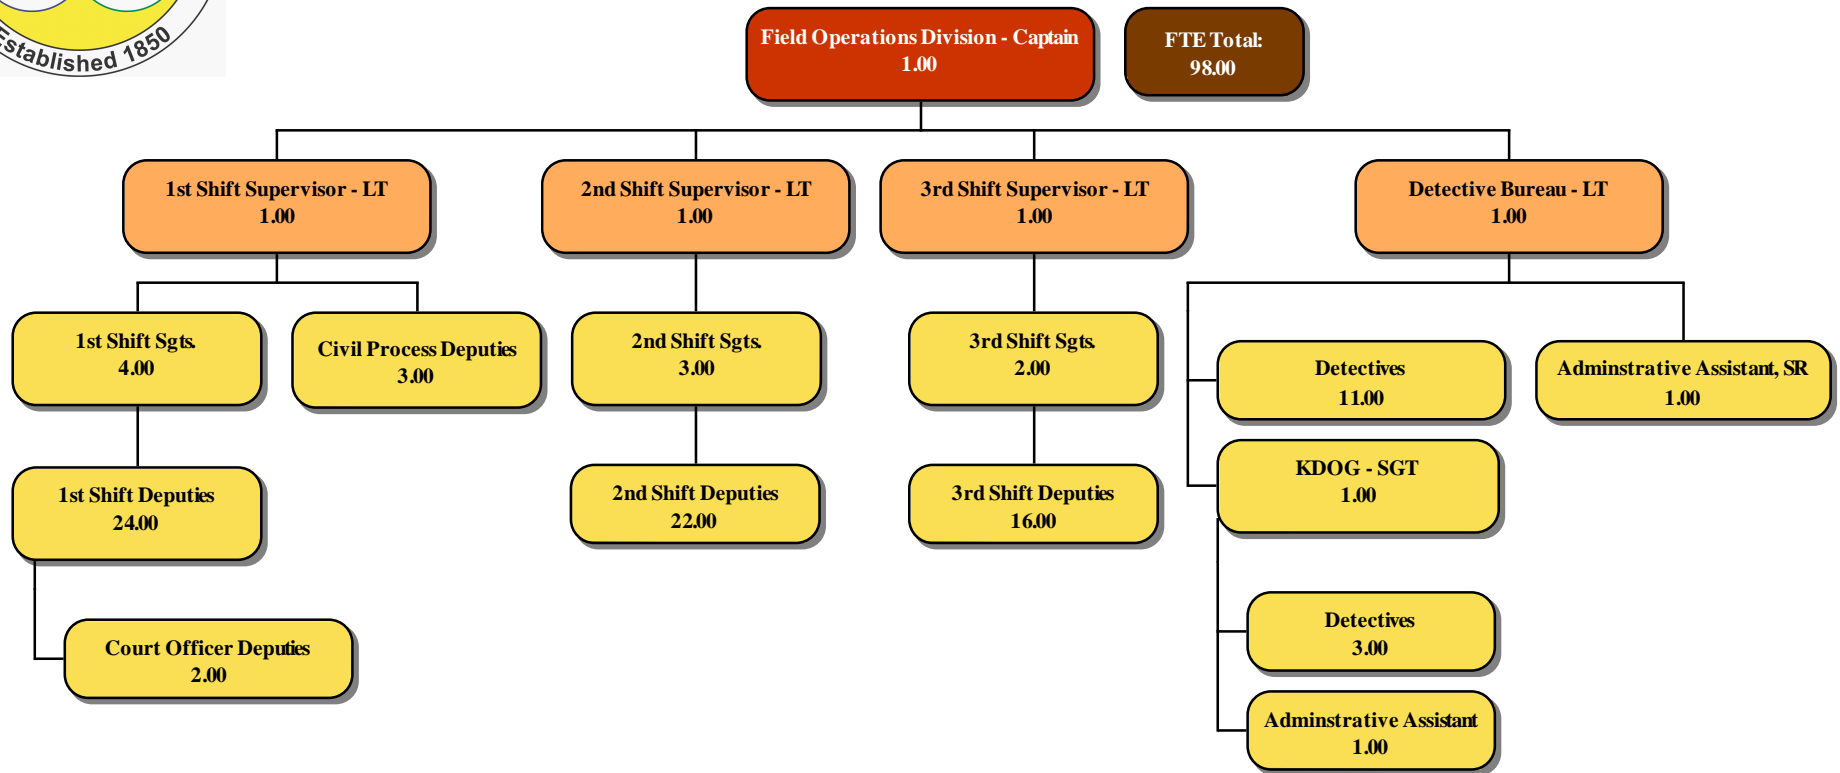 Established 1850
Field Operations Division - Captain
1.00
FTE Total:
98.00
1st Shift Supervisor - LT
1.00
2nd Shift Supervisor - LT
1.00
3rd Shift Supervisor - LT
1.00
Detective Bureau - LT
1.00
1st Shift Sgts.
4.00
Civil Process Deputies
3.00
2nd Shift Sgts.
3.00
3rd Shift Sgts.
2.00
Detectives
11.00
Adminstrative Assistant, SR
1.00
KDOG - SGT
1.00
1st Shift Deputies
24.00
2nd Shift Deputies
22.00
3rd Shift Deputies
16.00
Court Officer Deputies
2.00
Detectives
3.00
Adminstrative Assistant
1.00